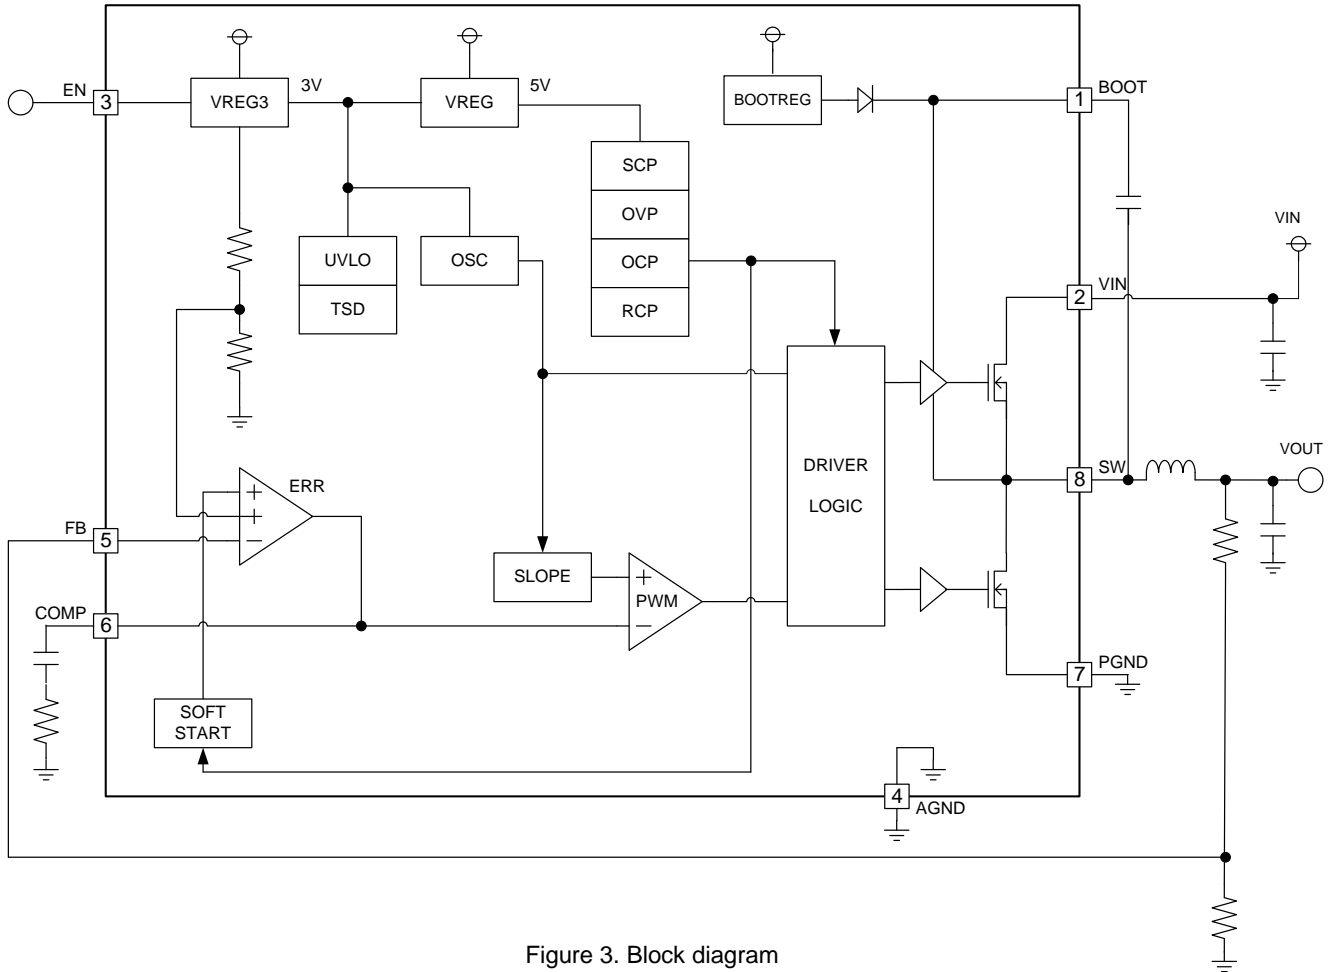 EN
3
VREG3
3V
VREG
5V
BOOTREG
1
BOOT
SCP
OVP
OCP
RCP
UVLO
TSD
OSC
VIN
2
VIN
DRIVER
LOGIC
ERR
+
+
−
FB
5
SLOPE
+
PWM
−
8
SW
VOUT
COMP
6
7
PGND
SOFT
START
4
AGND
Figure 3. Block diagram